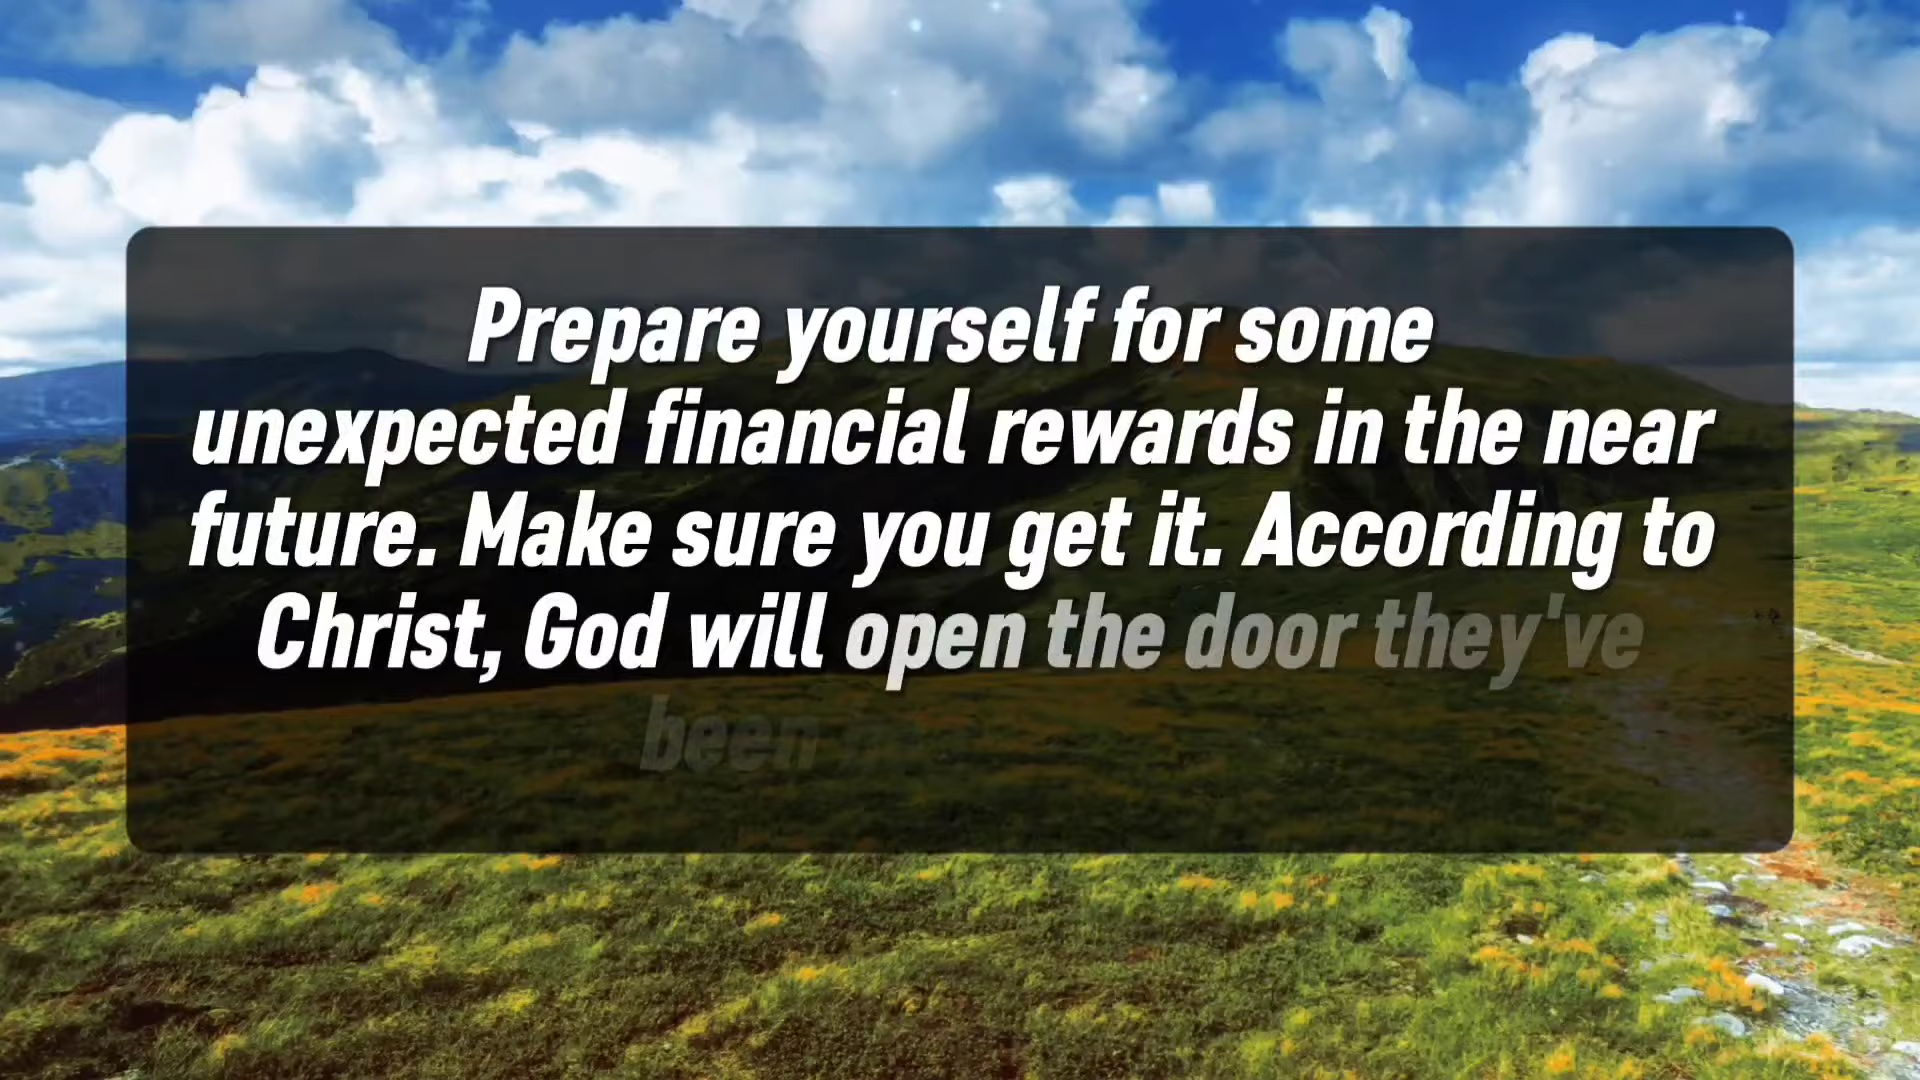 Prepare yourself for some
unexpected financial rewards in the near
future. Make sure you get it. According to
Christ, God will open the door they've
been